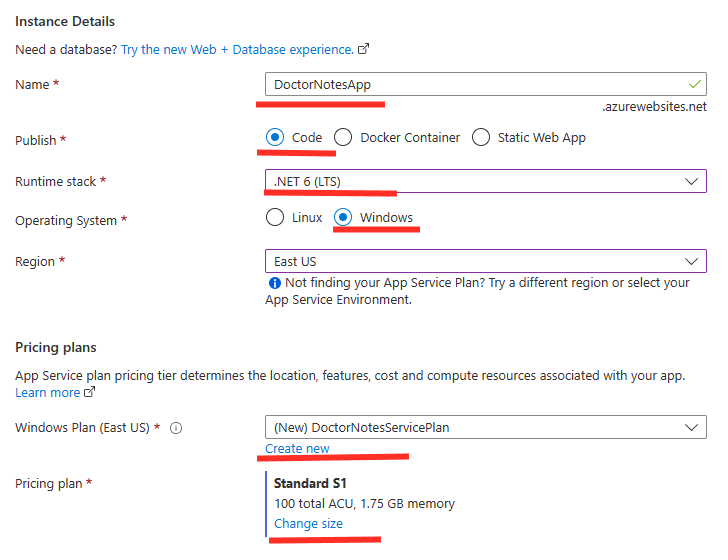 Instance Details
Need a database? Try the new Web + Database experience.
Name *
DoctorNotesApp
.azurewebsites.net
Publish *
Code
Docker Container
Static Web App
Runtime stack *
.NET 6 (LTS)
Operating System *
Linux
Windows
Region *
East US
Not finding your App Service Plan? Try a different region or select your
App Service Environment.
Pricing plans
App Service plan pricing tier determines the location, features, cost and compute resources associated with your app.
Learn more
Windows Plan (East US) *
(New) DoctorNotesServicePlan
Create new
Pricing plan *
Standard S1
100 total ACU, 1.75 GB memory
Change size